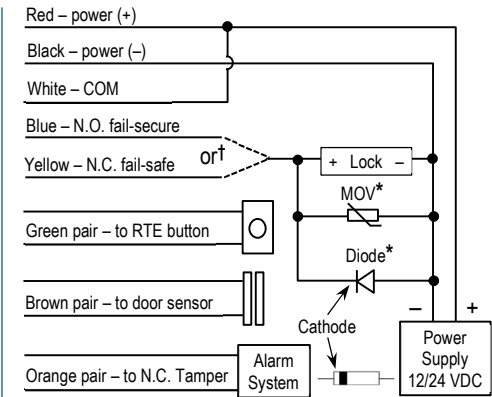 Red – power (+)
Black – power (–)
White – COM
Blue – N.O. fail-secure
or†
Yellow – N.C. fail-safe
+ Lock –
MOV*
Green pair – to RTE button
Diode*
Brown pair – to door sensor
Cathode
– +
Power
Supply
12/24 VDC
Alarm
System
Orange pair – to N.C. Tamper